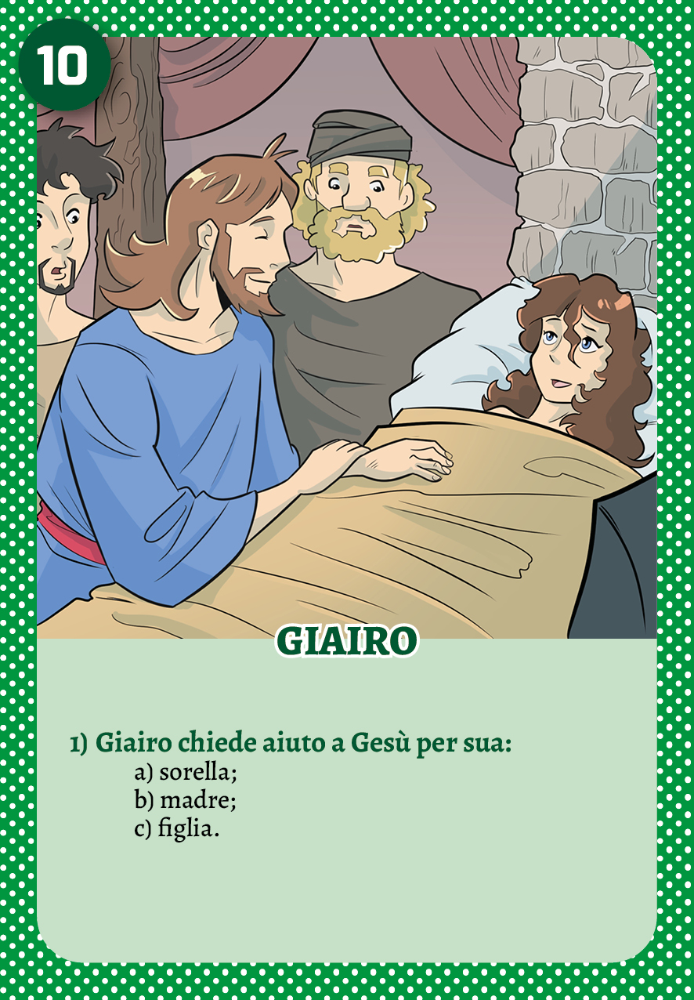 10
GIAIRO
1) Giairo chiede aiuto a Gesù per sua:
a) sorella;
b) madre;
c) figlia.